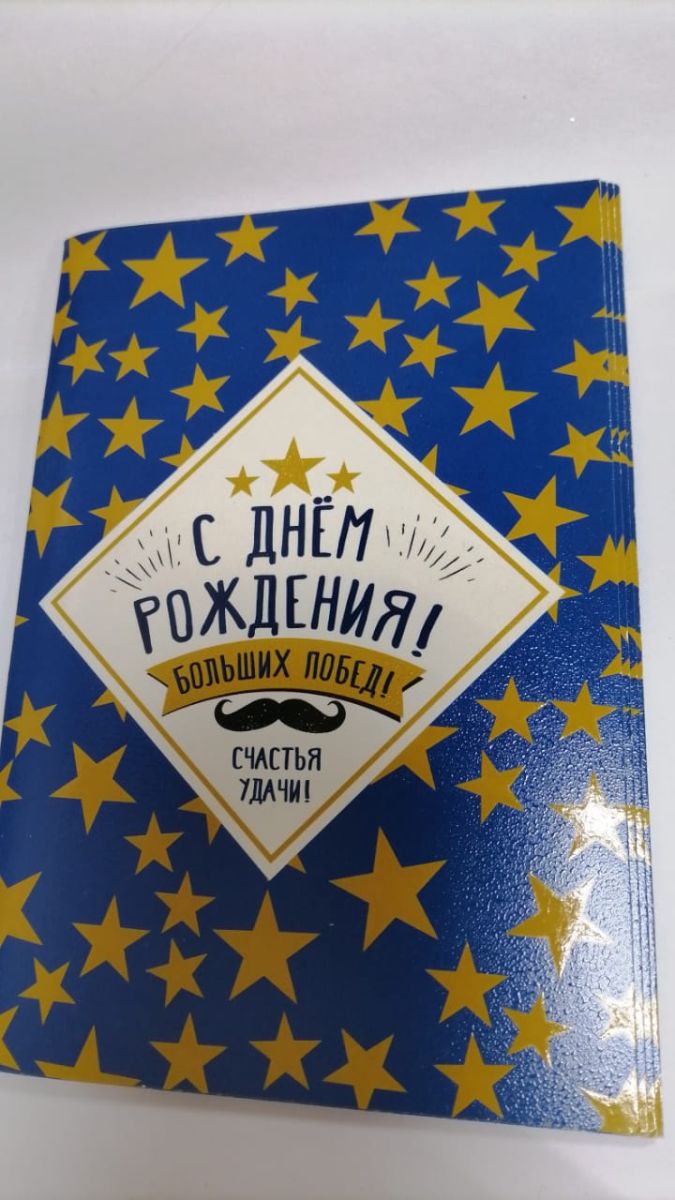 С ДНЁМ
РОЖДЕНИЯ!
БОЛЬШИХ ПОБЕД!
СЧАСТЬЯ
УДАЧИ!